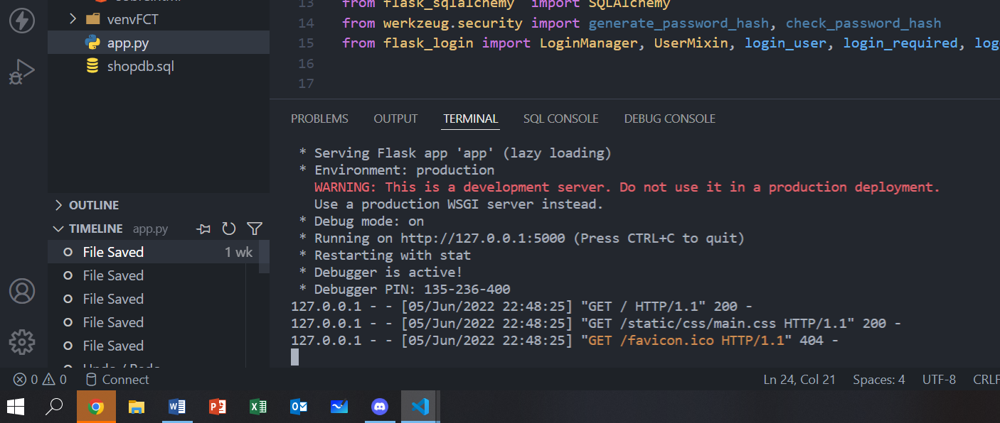 venvFCT
app.py
shopdb.sql
OUTLINE
TIMELINE app.py
File Saved 1 wk
File Saved
File Saved
File Saved
File Saved
Undo / Redo
13 from flask_sqlalchemy import SQLAlchemy
14 from werkzeug.security import generate_password_hash, check_password_hash
15 from flask_login import LoginManager, UserMixin, login_user, login_required, log
16
17
PROBLEMS OUTPUT TERMINAL SQL CONSOLE DEBUG CONSOLE
* Serving Flask app 'app' (lazy loading)
* Environment: production
WARNING: This is a development server. Do not use it in a production deployment.
Use a production WSGI server instead.
* Debug mode: on
* Running on http://127.0.0.1:5000 (Press CTRL+C to quit)
* Restarting with stat
* Debugger is active!
* Debugger PIN: 135-236-400
127.0.0.1 - - [05/Jun/2022 22:48:25] "GET / HTTP/1.1" 200 -
127.0.0.1 - - [05/Jun/2022 22:48:25] "GET /static/css/main.css HTTP/1.1" 200 -
127.0.0.1 - - [05/Jun/2022 22:48:25] "GET /favicon.ico HTTP/1.1" 404 -
0 0 Connect Ln 24, Col 21 Spaces: 4 UTF-8 CRLF